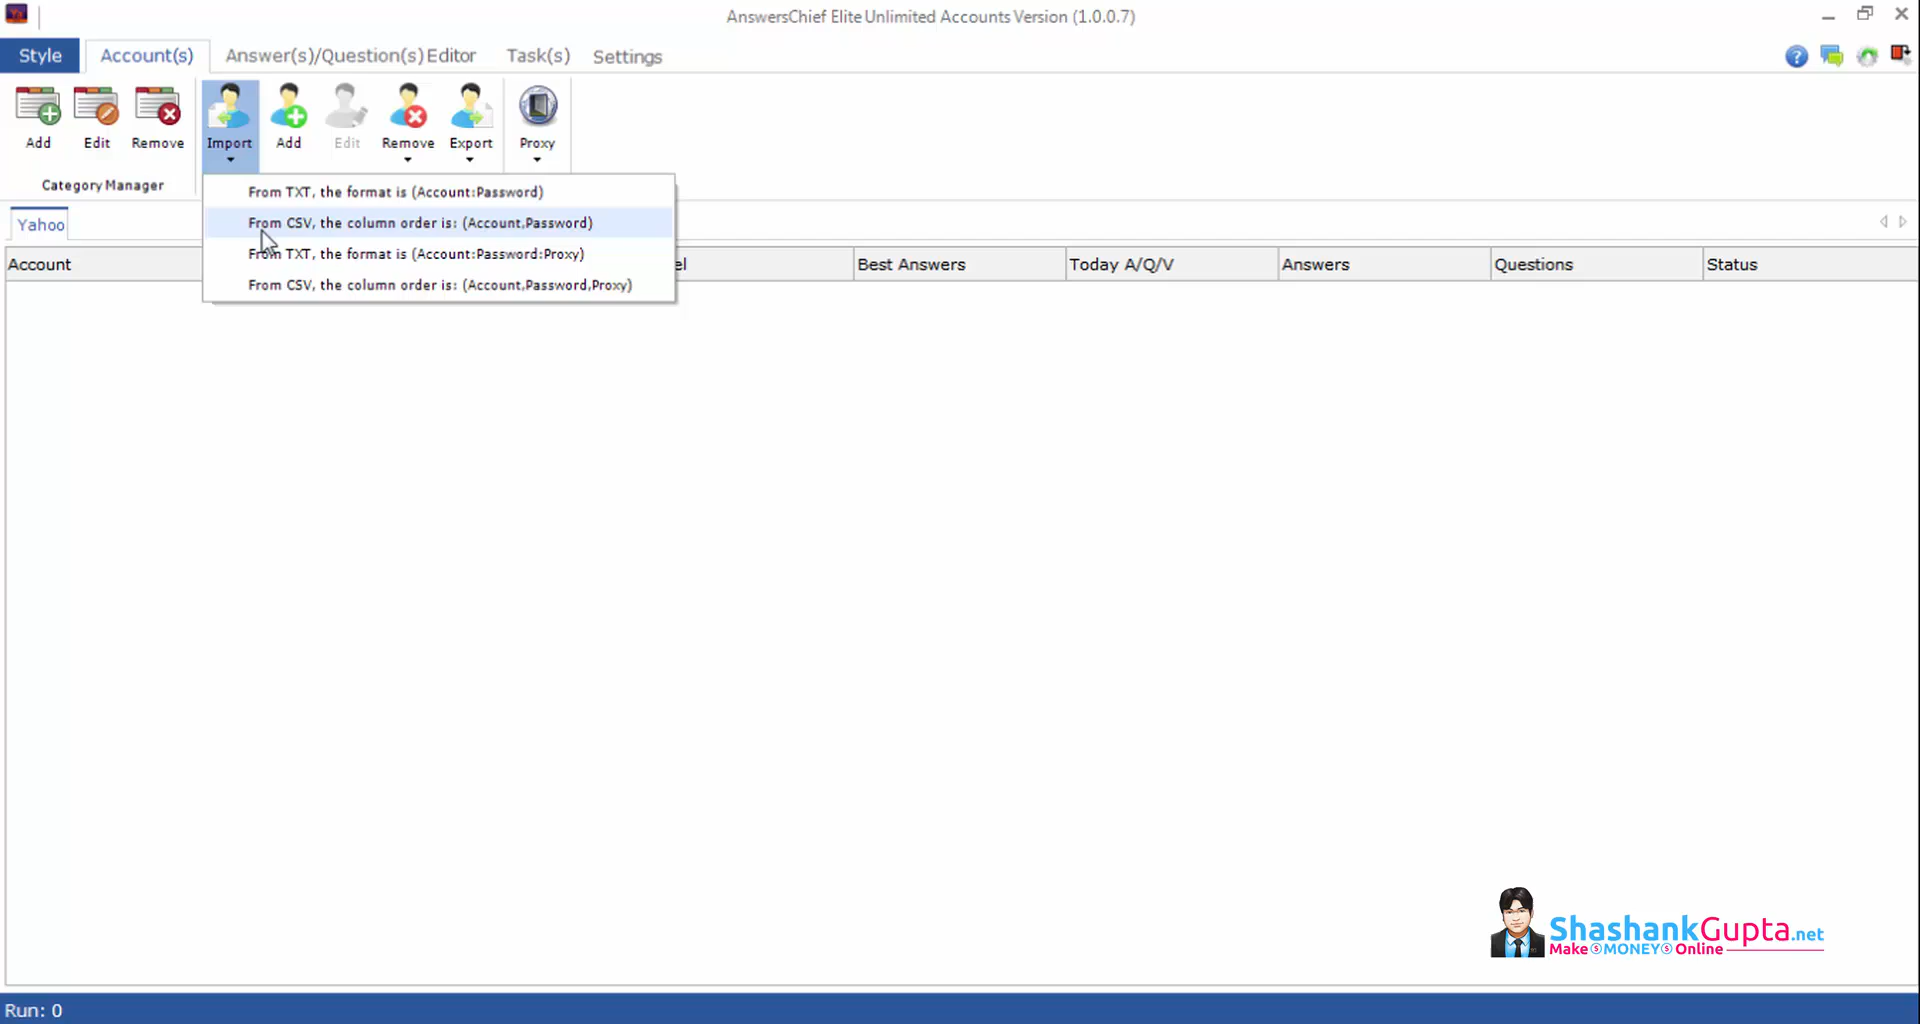 AnswersChief Elite Unlimited Accounts Version (1.0.0.7)
Style Account(s) Answer(s)/Question(s) Editor Task(s) Settings
Add Edit Remove Import Add Edit Remove Export Proxy
Category Manager
From TXT, the format is (Account:Password)
From CSV, the column order is: (Account,Password)
From TXT, the format is (Account:Password:Proxy)
From CSV, the column order is: (Account,Password,Proxy)
Yahoo
Account el Best Answers Today A/Q/V Answers Questions Status
ShashankGupta.net
Make $MONEY$ Online
Run: 0